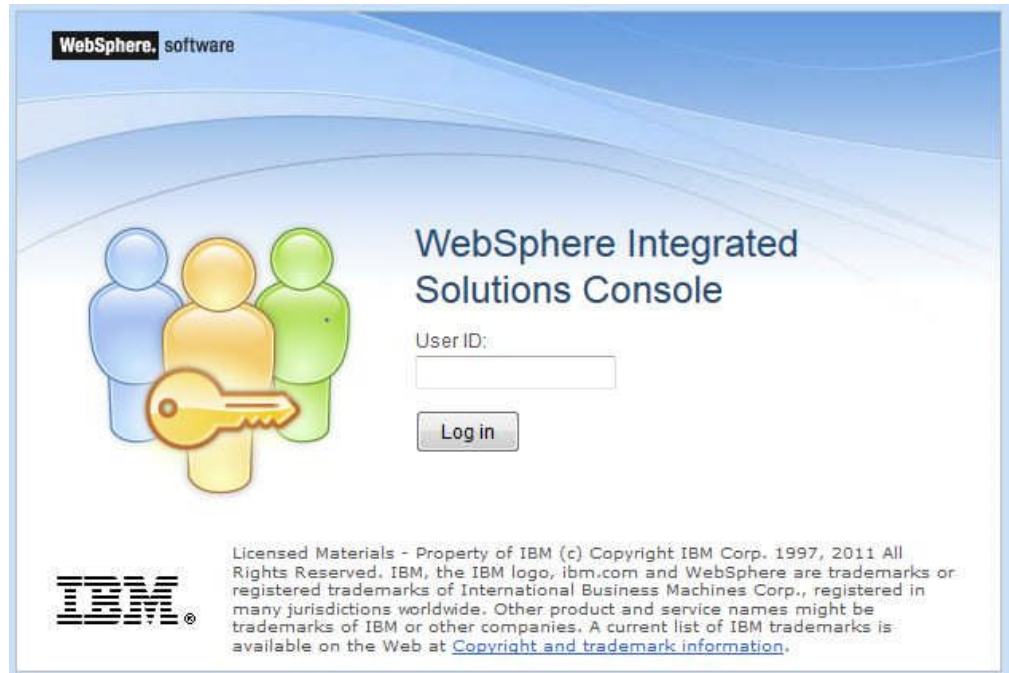 WebSphere. software
WebSphere Integrated
Solutions Console
User ID:
Log in
Licensed Materials - Property of IBM (c) Copyright IBM Corp. 1997, 2011 All
Rights Reserved. IBM, the IBM logo, ibm.com and WebSphere are trademarks or
registered trademarks of International Business Machines Corp., registered in
many jurisdictions worldwide. Other product and service names might be
trademarks of IBM or other companies. A current list of IBM trademarks is
available on the Web at Copyright and trademark information.
IBM®